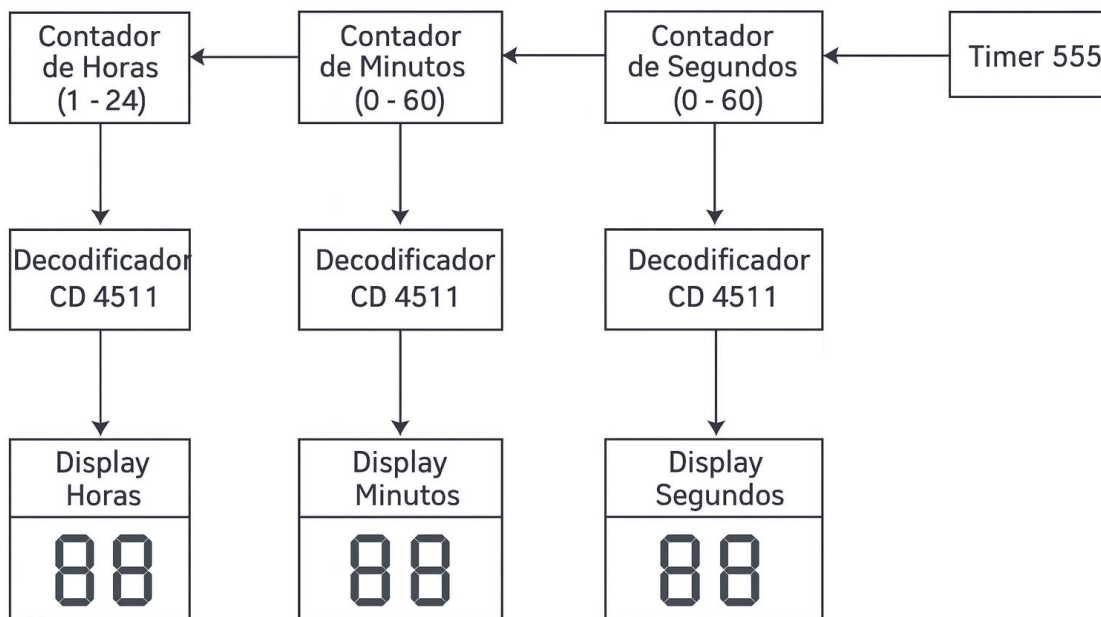 Contador
de Horas
(1 - 24)
Contador
de Minutos
(0 - 60)
Contador
de Segundos
(0 - 60)
Timer 555
Decodificador
CD 4511
Decodificador
CD 4511
Decodificador
CD 4511
Display
Horas
Display
Minutos
Display
Segundos
88
88
88